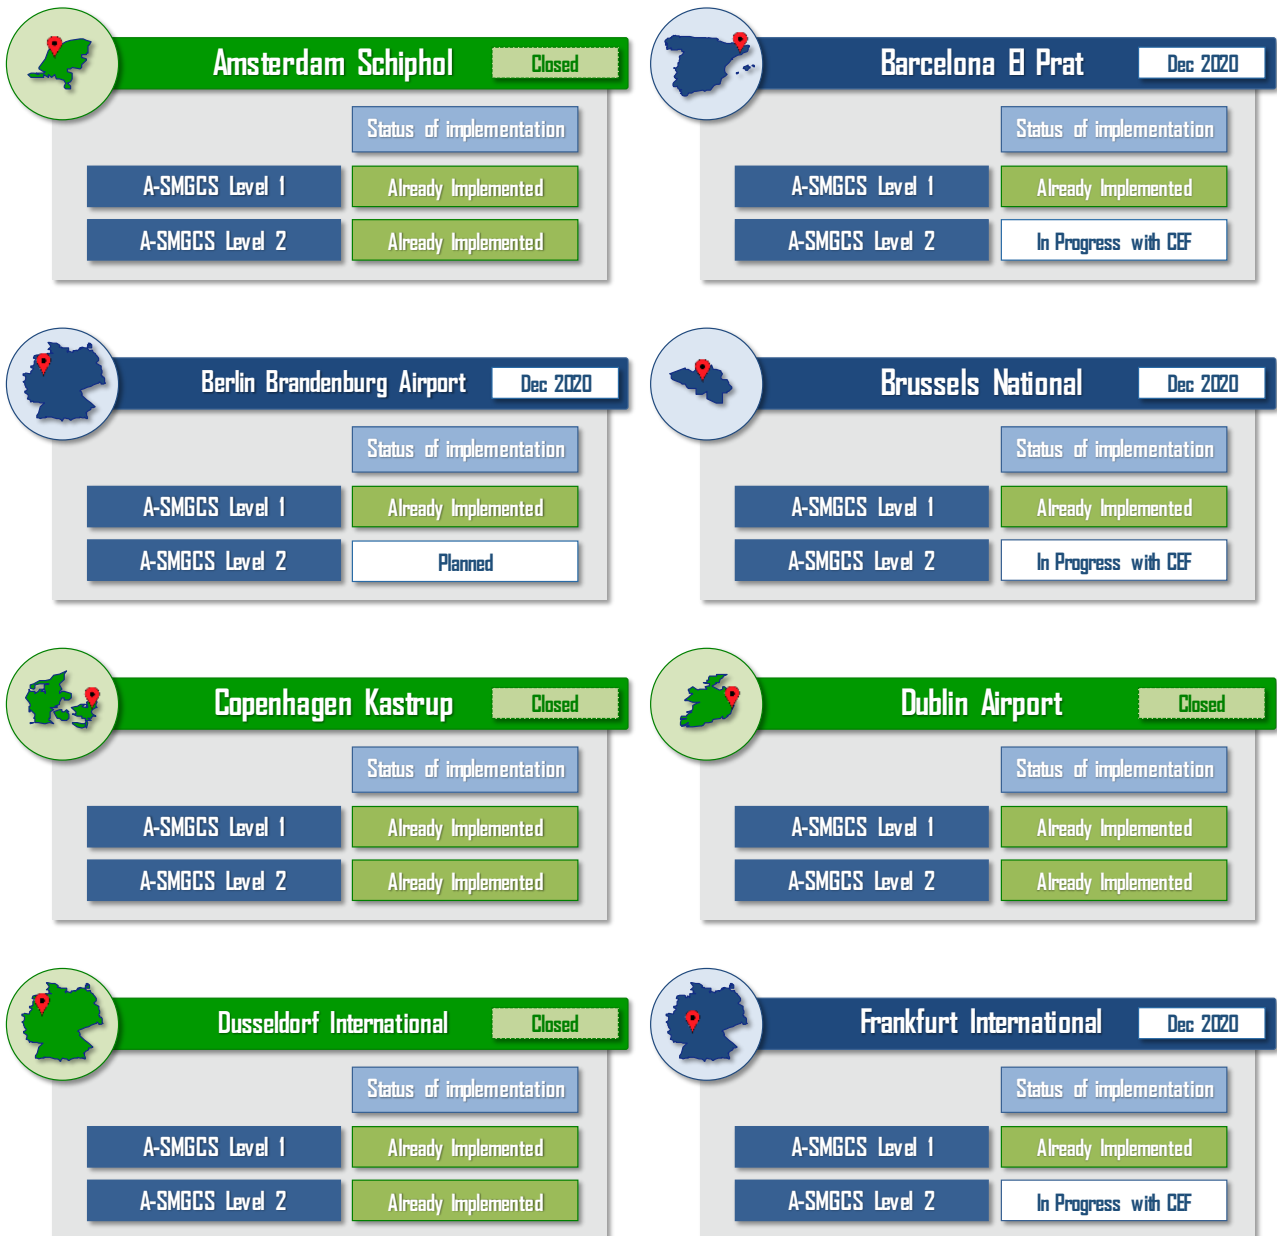 Amsterdam Schiphol Closed
Status of implementation
A-SMGCS Level 1 Already Implemented
A-SMGCS Level 2 Already Implemented
Barcelona El Prat Dec 2020
Status of implementation
A-SMGCS Level 1 Already Implemented
A-SMGCS Level 2 In Progress with CEF
Berlin Brandenburg Airport Dec 2020
Status of implementation
A-SMGCS Level 1 Already Implemented
A-SMGCS Level 2 Planned
Brussels National Dec 2020
Status of implementation
A-SMGCS Level 1 Already Implemented
A-SMGCS Level 2 In Progress with CEF
Copenhagen Kastrup Closed
Status of implementation
A-SMGCS Level 1 Already Implemented
A-SMGCS Level 2 Already Implemented
Dublin Airport Closed
Status of implementation
A-SMGCS Level 1 Already Implemented
A-SMGCS Level 2 Already Implemented
Dusseldorf International Closed
Status of implementation
A-SMGCS Level 1 Already Implemented
A-SMGCS Level 2 Already Implemented
Frankfurt International Dec 2020
Status of implementation
A-SMGCS Level 1 Already Implemented
A-SMGCS Level 2 In Progress with CEF